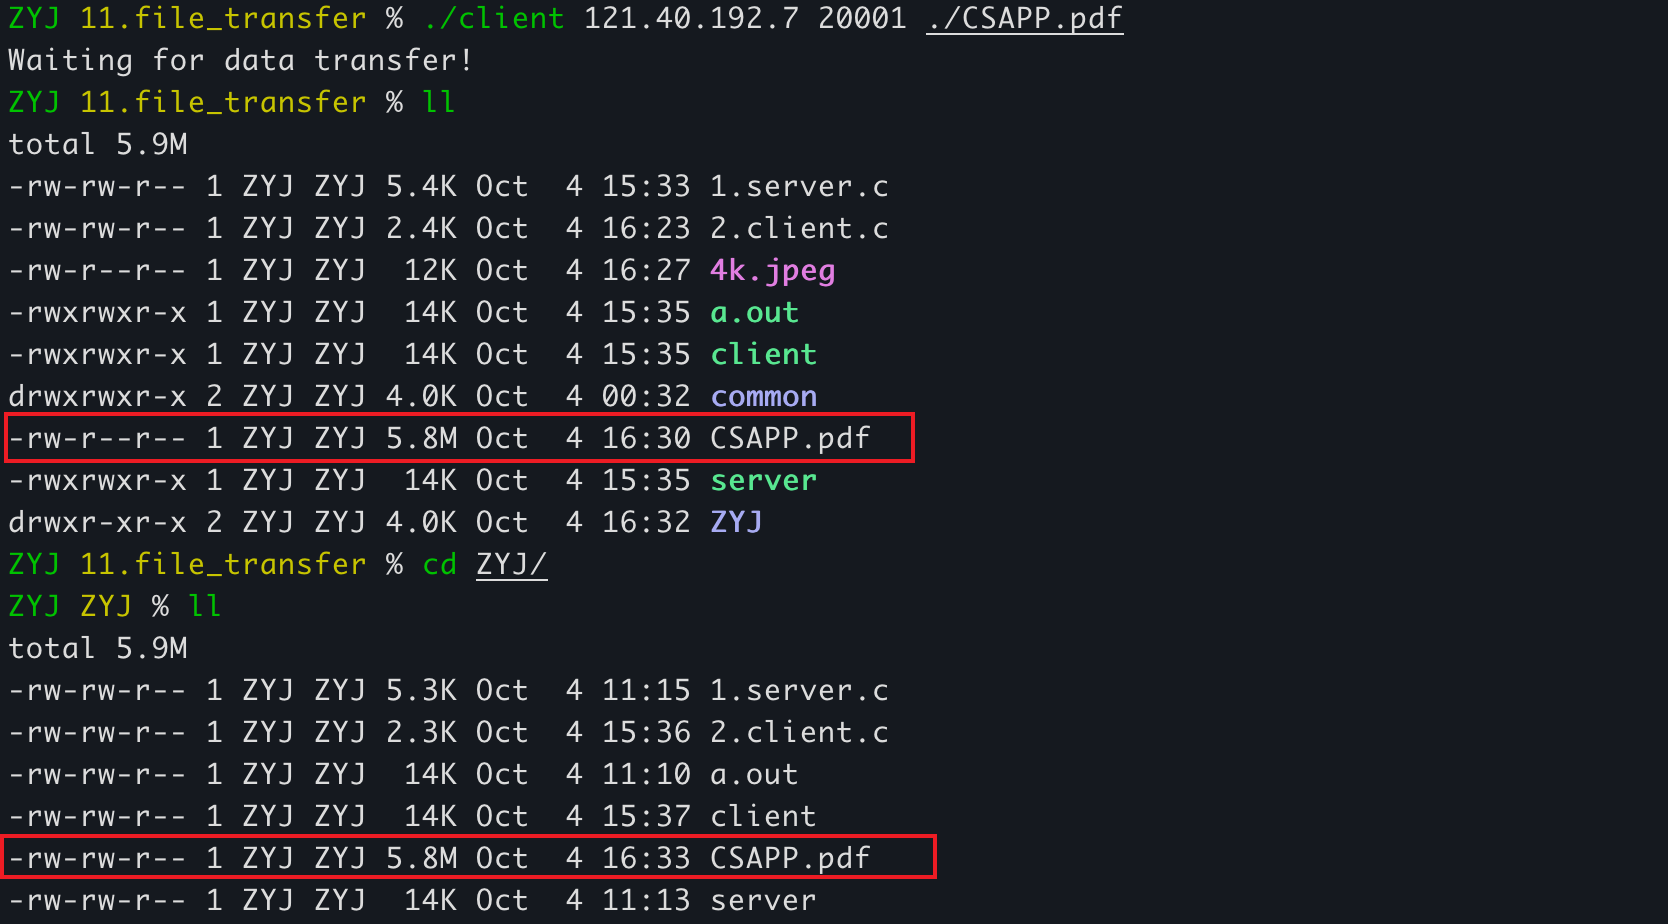 ZYJ 11.file_transfer % ./client 121.40.192.7 20001 ./CSAPP.pdf
Waiting for data transfer!
ZYJ 11.file_transfer % ll
total 5.9M
-rw-rw-r-- 1 ZYJ ZYJ 5.4K Oct  4 15:33 1.server.c
-rw-rw-r-- 1 ZYJ ZYJ 2.4K Oct  4 16:23 2.client.c
-rw-r--r-- 1 ZYJ ZYJ  12K Oct  4 16:27 4k.jpeg
-rwxrwxr-x 1 ZYJ ZYJ  14K Oct  4 15:35 a.out
-rwxrwxr-x 1 ZYJ ZYJ  14K Oct  4 15:35 client
drwxrwxr-x 2 ZYJ ZYJ 4.0K Oct  4 00:32 common
-rw-r--r-- 1 ZYJ ZYJ 5.8M Oct  4 16:30 CSAPP.pdf
-rwxrwxr-x 1 ZYJ ZYJ  14K Oct  4 15:35 server
drwxr-xr-x 2 ZYJ ZYJ 4.0K Oct  4 16:32 ZYJ
ZYJ 11.file_transfer % cd ZYJ/
ZYJ ZYJ % ll
total 5.9M
-rw-rw-r-- 1 ZYJ ZYJ 5.3K Oct  4 11:15 1.server.c
-rw-rw-r-- 1 ZYJ ZYJ 2.3K Oct  4 15:36 2.client.c
-rw-rw-r-- 1 ZYJ ZYJ  14K Oct  4 11:10 a.out
-rw-rw-r-- 1 ZYJ ZYJ  14K Oct  4 15:37 client
-rw-rw-r-- 1 ZYJ ZYJ 5.8M Oct  4 16:33 CSAPP.pdf
-rw-rw-r-- 1 ZYJ ZYJ  14K Oct  4 11:13 server